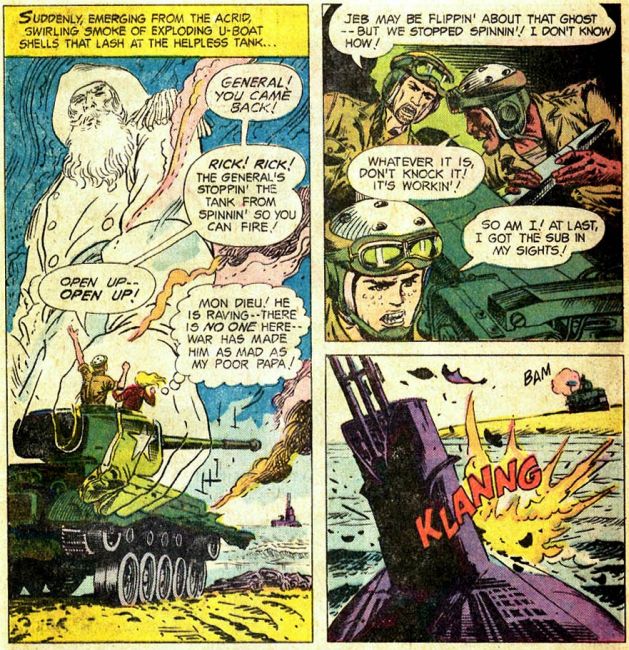 SUDDENLY, EMERGING FROM THE ACRID,
SWIRLING SMOKE OF EXPLODING U-BOAT
SHELLS THAT LASH AT THE HELPLESS TANK...
GENERAL!
YOU CAME
BACK!
RICK! RICK!
THE GENERAL'S
STOPPIN' THE
TANK FROM
SPINNIN' SO YOU
CAN FIRE!
OPEN UP--
OPEN UP!
MON DIEU! HE
IS RAVING--THERE
IS NO ONE HERE--
WAR HAS MADE
HIM AS MAD AS
MY POOR PAPA!
JEB MAY BE FLIPPIN' ABOUT THAT GHOST
--BUT WE STOPPED SPINNIN'! I DON'T KNOW
HOW!
WHATEVER IT IS,
DON'T KNOCK IT!
IT'S WORKIN'!
SO AM I! AT LAST,
I GOT THE SUB IN
MY SIGHTS!
BAM
KLANNG